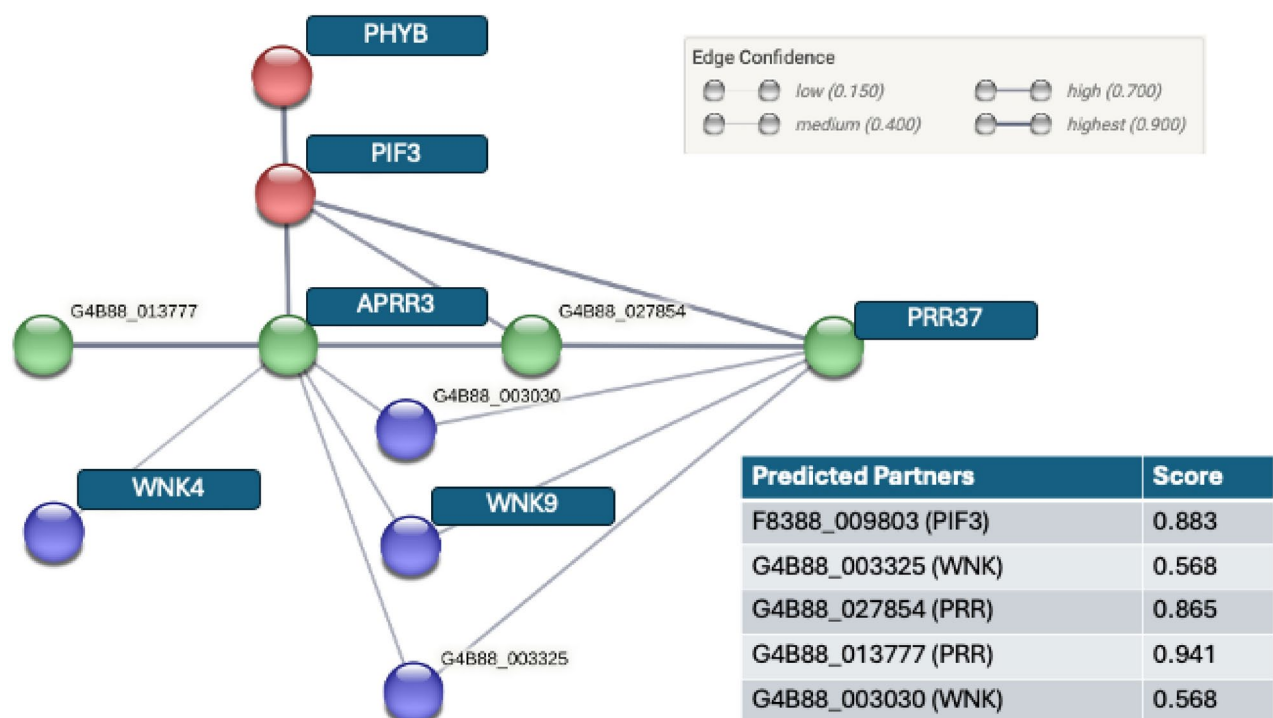 PHYB
Edge Confidence
low (0.150)
high (0.700)
medium (0.400)
highest (0.900)
PIF3
G4B88_013777
APRR3
G4B88_027854
PRR37
G4B88_003030
WNK4
WNK9
G4B88_003325
Predicted Partners Score
F8388_009803 (PIF3) 0.883
G4B88_003325 (WNK) 0.568
G4B88_027854 (PRR) 0.865
G4B88_013777 (PRR) 0.941
G4B88_003030 (WNK) 0.568